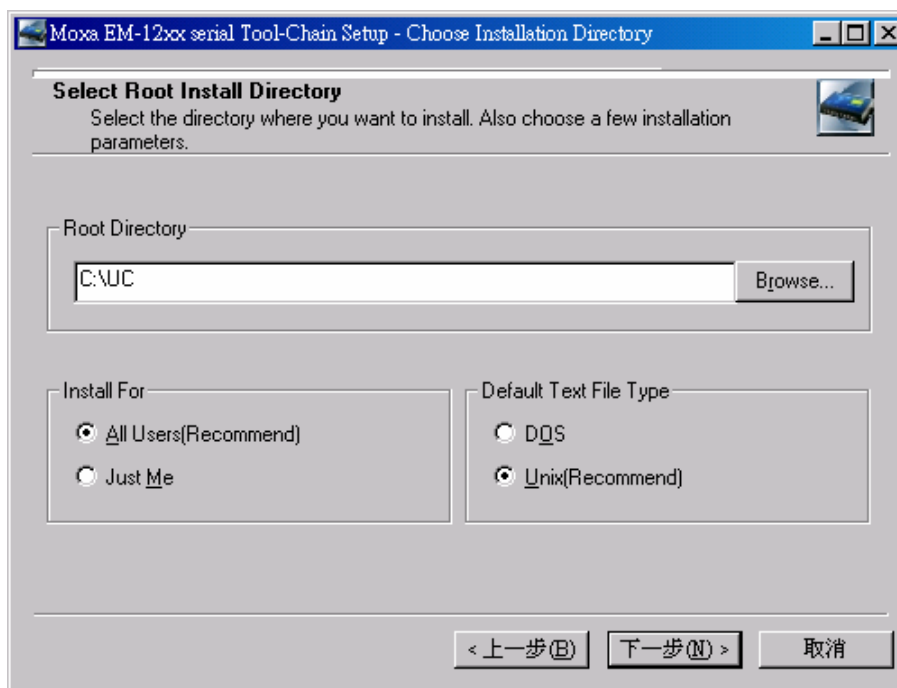 Moxa EM-12xx serial Tool-Chain Setup - Choose Installation Directory
Select Root Install Directory
Select the directory where you want to install. Also choose a few installation
parameters.
Root Directory
C:\UC
Browse...
Install For
All Users(Recommend)
Just Me
Default Text File Type
DOS
Unix(Recommend)
< 上一步(B)
下一步(N) >
取消